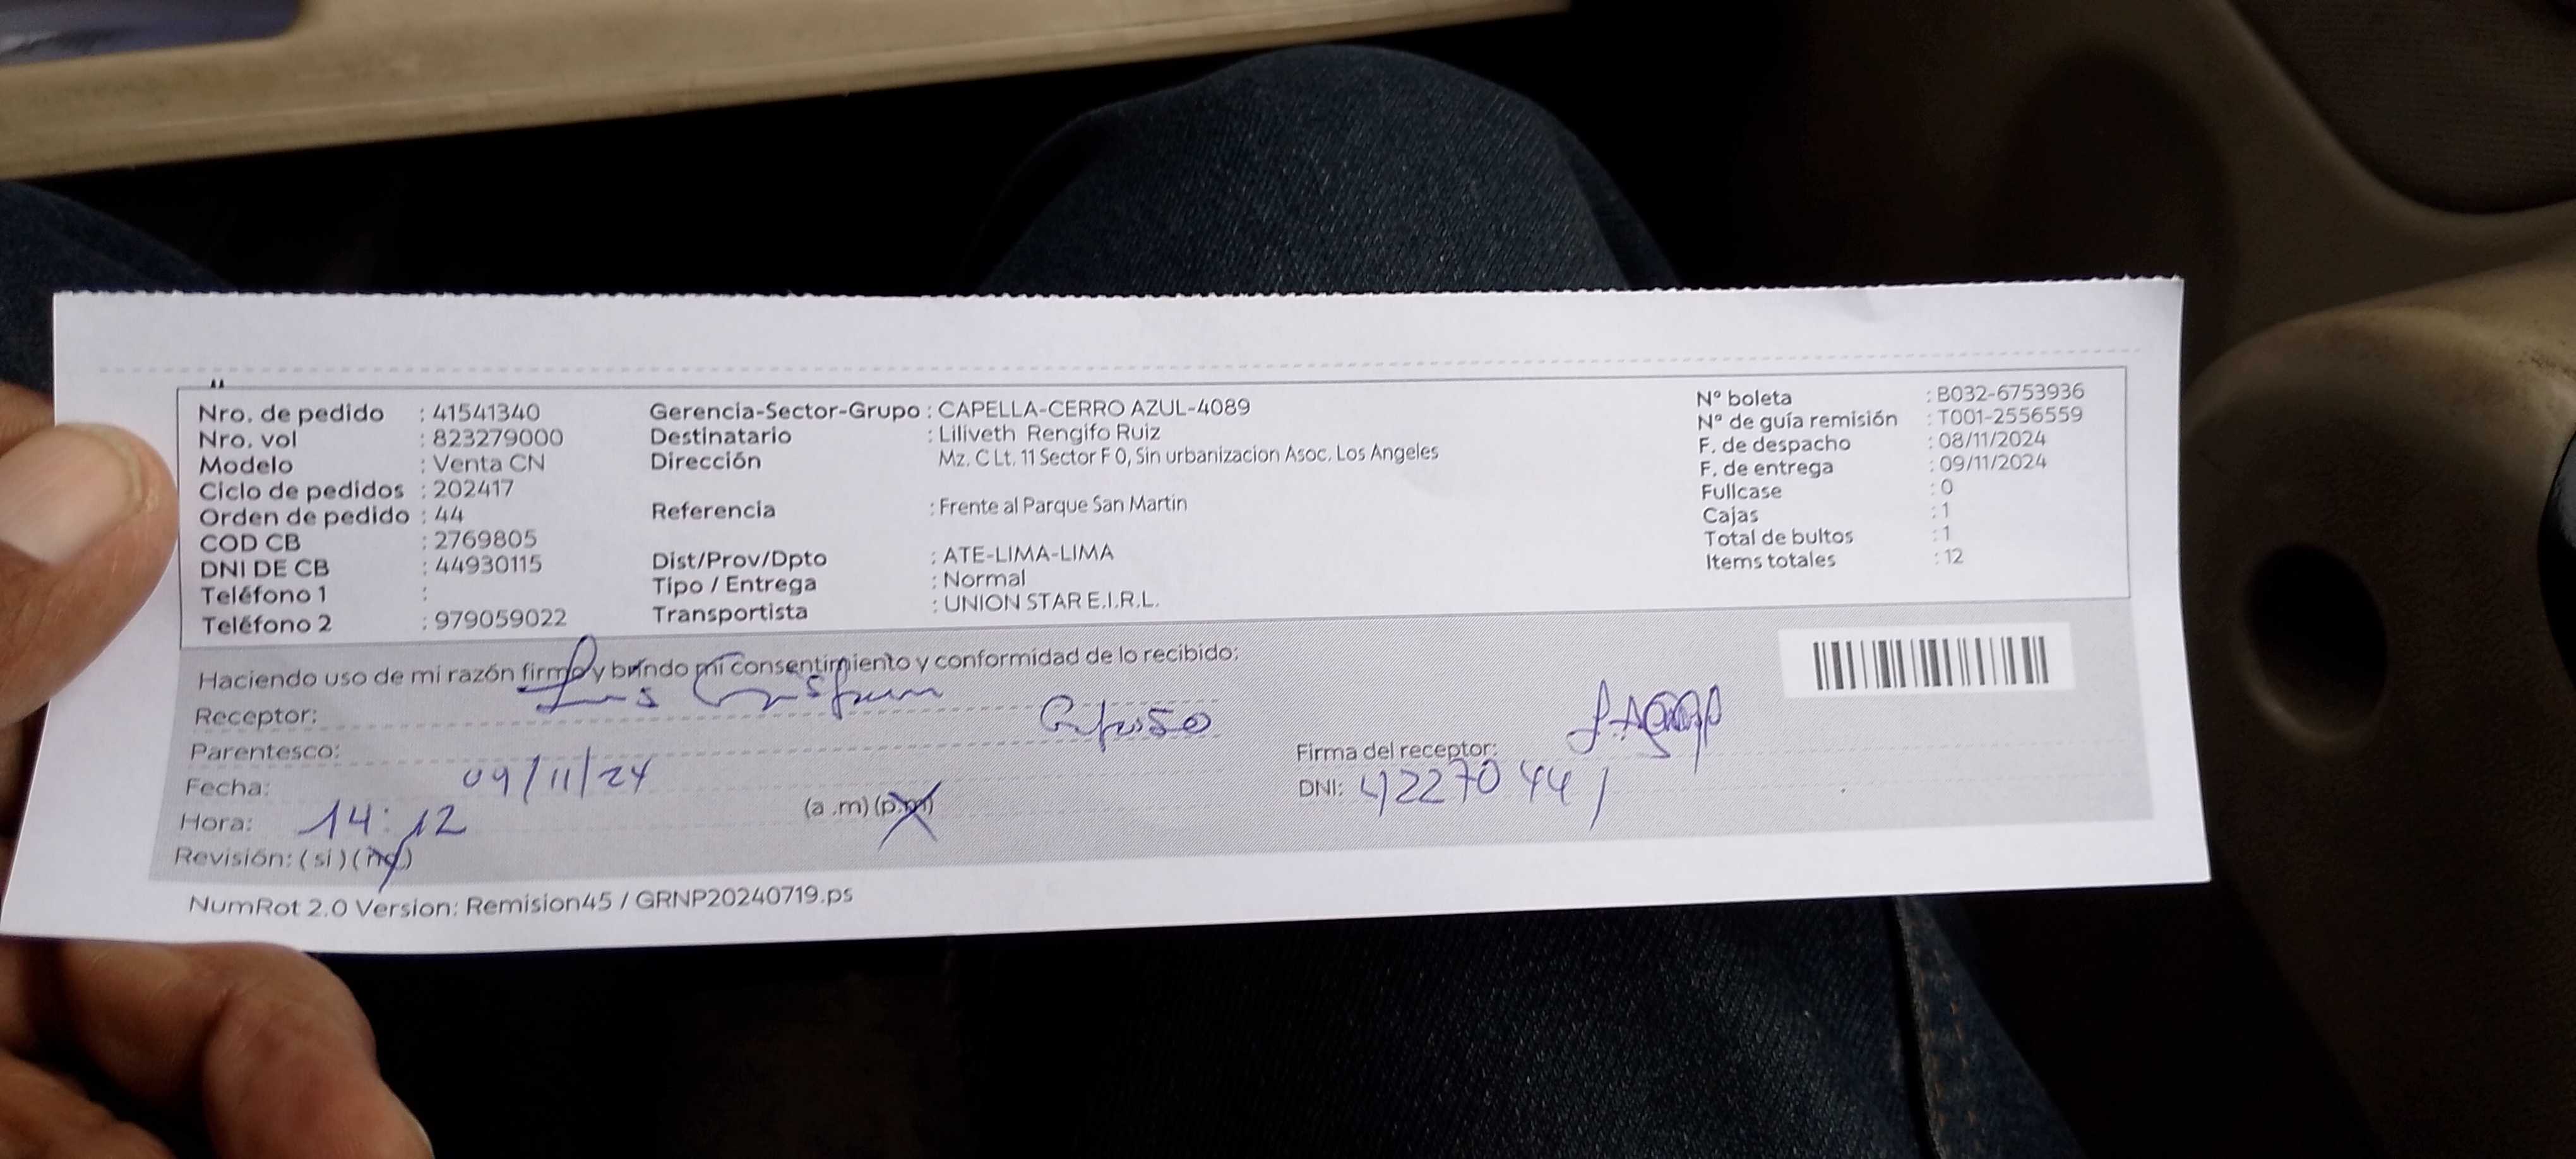 Nro. de pedido : 41541340
Nro. vol : 823279000
Modelo : Venta CN
Ciclo de pedidos : 202417
Orden de pedido : 44
COD CB : 2769805
DNI DE CB : 44930115
Teléfono 1 :
Teléfono 2 : 979059022
Gerencia-Sector-Grupo : CAPELLA-CERRO AZUL-4089
Destinatario : Liliveth Rengifo Ruiz
Dirección Mz. C Lt. 11 Sector F 0, Sin urbanizacion Asoc. Los Angeles
Referencia : Frente al Parque San Martin
Dist/Prov/Dpto : ATE-LIMA-LIMA
Tipo / Entrega : Normal
Transportista : UNION STAR E.I.R.L.
Nº boleta : B032-6753936
Nº de guía remisión : T001-2556559
F. de despacho : 08/11/2024
F. de entrega : 09/11/2024
Fullcase : 0
Cajas : 1
Total de bultos : 1
Items totales : 12
Haciendo uso de mi razón firmo y brindo mi consentimiento y conformidad de lo recibido:
Receptor: Luis
Parentesco:
Firma del receptor:
Fecha: 09/11/24
DNI: 42270441
Hora: 14:12 (a .m) (p.m)
Revisión: ( si ) ( no )
NumRot 2.0 Version: Remision45 / GRNP20240719.ps